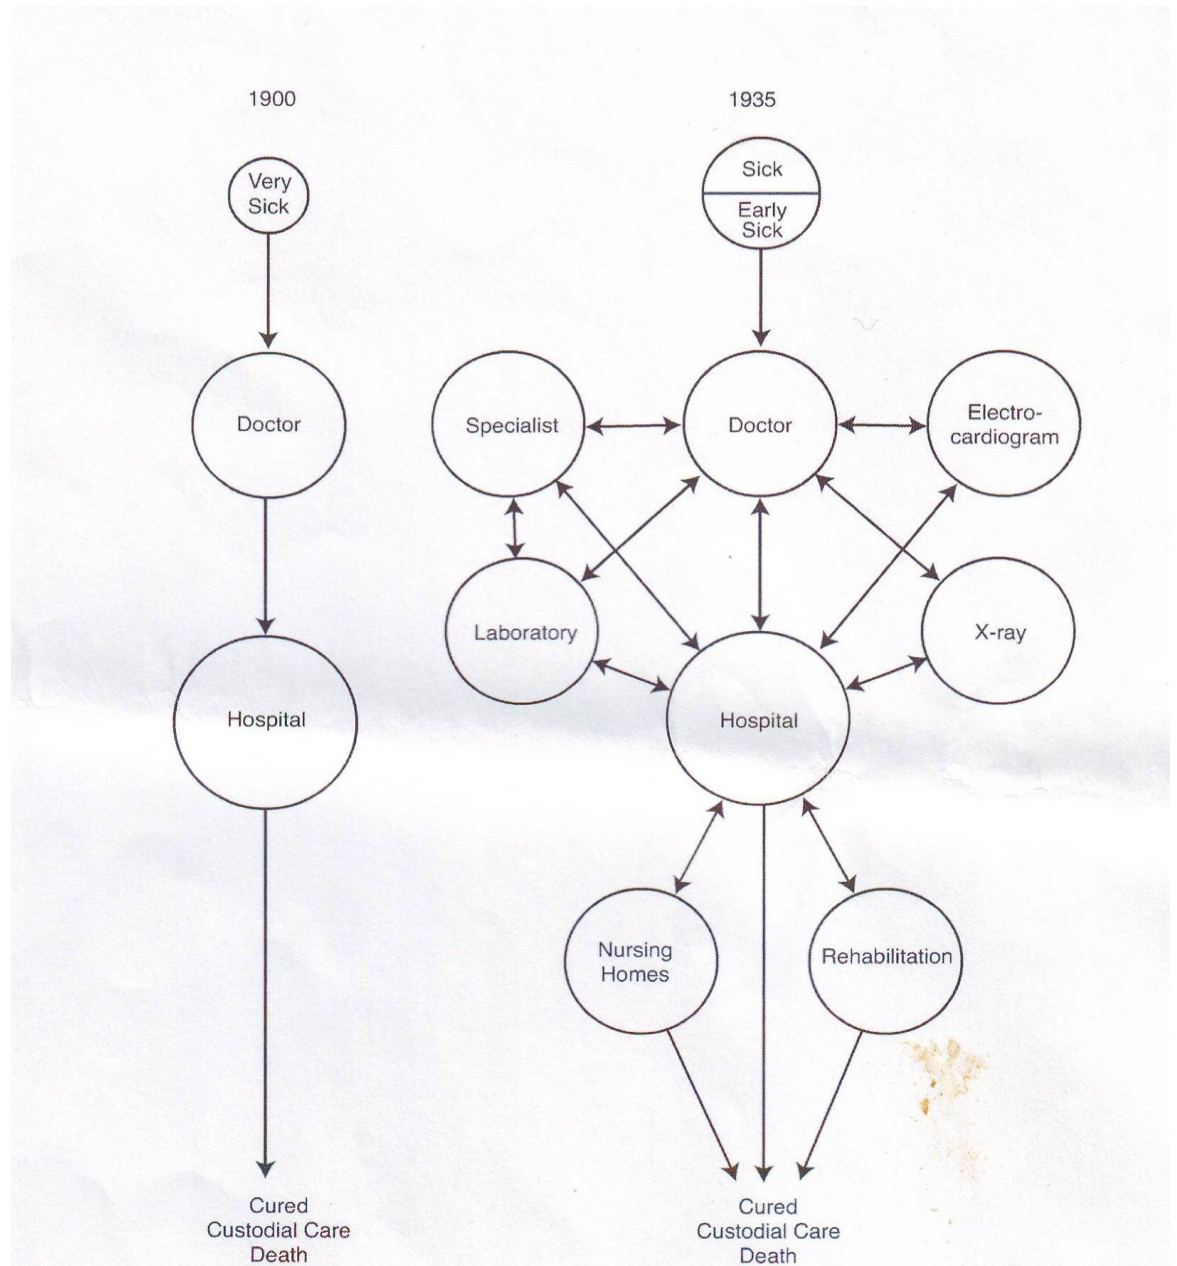 1900
Very
Sick
Doctor
Hospital
Cured
Custodial Care
Death
1935
Sick
Early
Sick
Specialist
Doctor
Electro-
cardiogram
Laboratory
X-ray
Hospital
Nursing
Homes
Rehabilitation
Cured
Custodial Care
Death